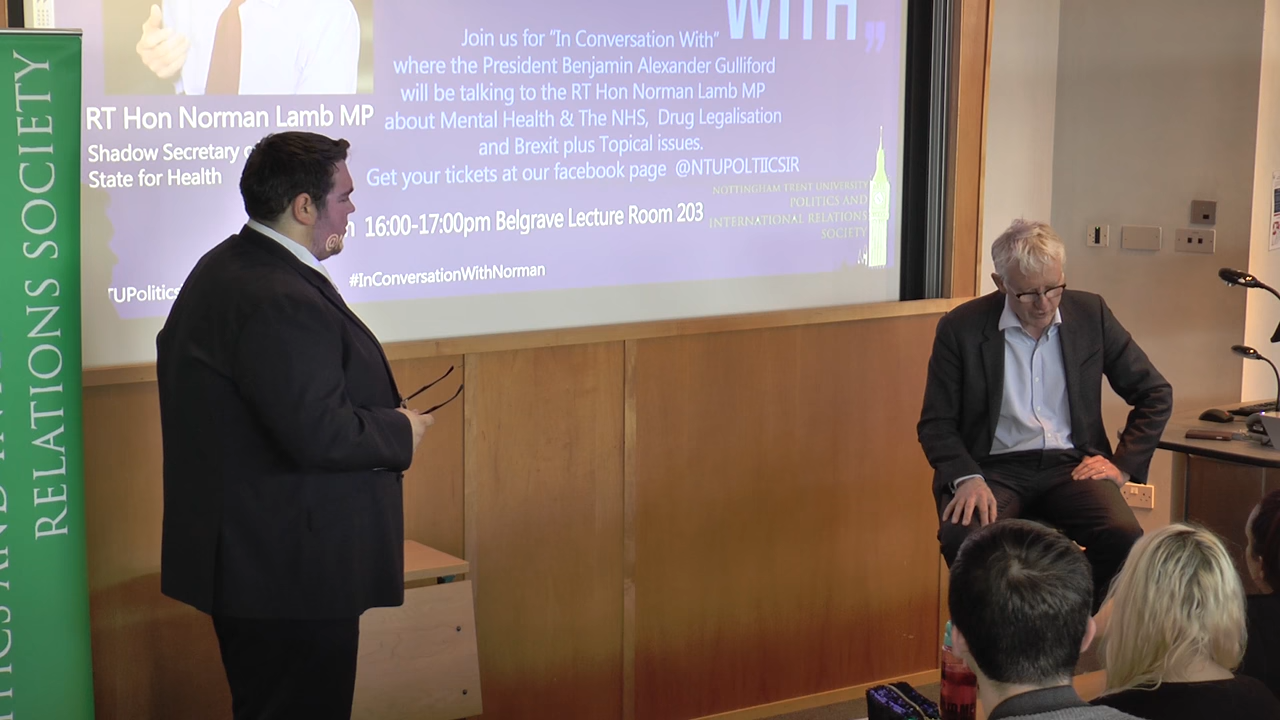 WITH”
Join us for "In Conversation With"
where the President Benjamin Alexander Gulliford
will be talking to the RT Hon Norman Lamb MP
about Mental Health & The NHS, Drug Legalisation
and Brexit plus Topical issues.
Get your tickets at our facebook page @NTUPOLTIICSIR
RT Hon Norman Lamb MP
Shadow Secretary
State for Health
16:00-17:00pm Belgrave Lecture Room 203
#InConversationWithNorman
TUPolitics
NOTTINGHAM TRENT UNIVERSITY
POLITICS AND
INTERNATIONAL RELATIONS
SOCIETY
RELATIONS SOCIETY